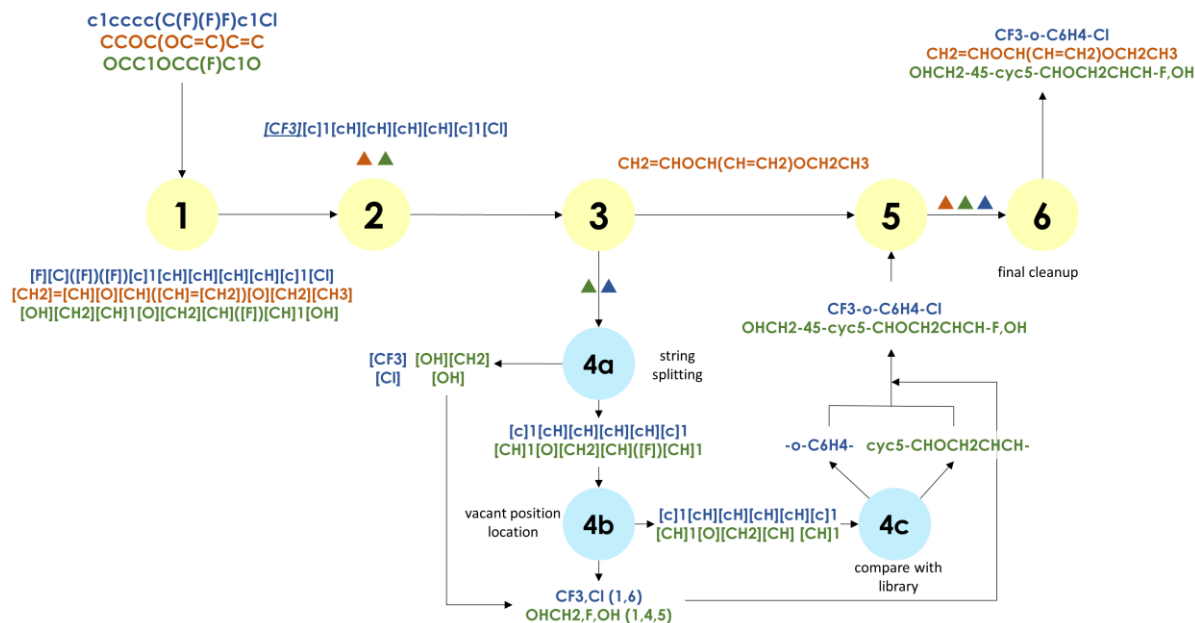 c1cccc(C(F)(F)F)c1Cl
CCOC(OC=C)C=C
OCC1OCC(F)C1O
CF3-o-C6H4-Cl
CH2=CHOCH(CH=CH2)OCH2CH3
OHCH2-45-cyc5-CHOCH2CHCH-F,OH
[CF3][c]1[cH][cH][cH][cH][c]1[Cl]
CH2=CHOCH(CH=CH2)OCH2CH3
1
2
3
5
6
final cleanup
[F][C]([F])([F])[c]1[cH][cH][cH][cH][c]1[Cl]
[CH2]=[CH][O][CH]([CH]=[CH2])[O][CH2][CH3]
[OH][CH2][CH]1[O][CH2][CH]([F])[CH]1[OH]
CF3-o-C6H4-Cl
OHCH2-45-cyc5-CHOCH2CHCH-F,OH
[CF3] [OH][CH2]
[Cl] [OH]
4a
string
splitting
[c]1[cH][cH][cH][cH][c]1
[CH]1[O][CH2][CH]([F])[CH]1
-o-C6H4- cyc5-CHOCH2CHCH-
vacant position
location
4b
[c]1[cH][cH][cH][cH][c]1
[CH]1[O][CH2][CH] [CH]1
4c
compare with
library
CF3,Cl (1,6)
OHCH2,F,OH (1,4,5)